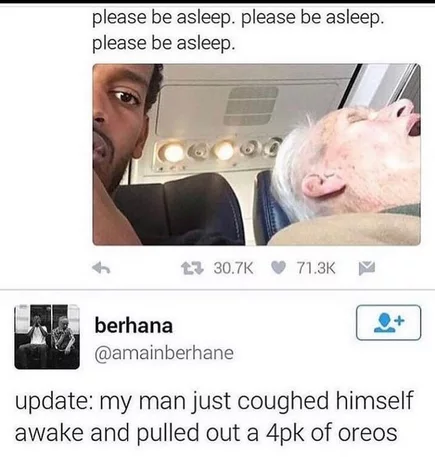 please be asleep. please be asleep.
please be asleep.
30.7K 71.3K
berhana
@amainberhane
update: my man just coughed himself
awake and pulled out a 4pk of oreos